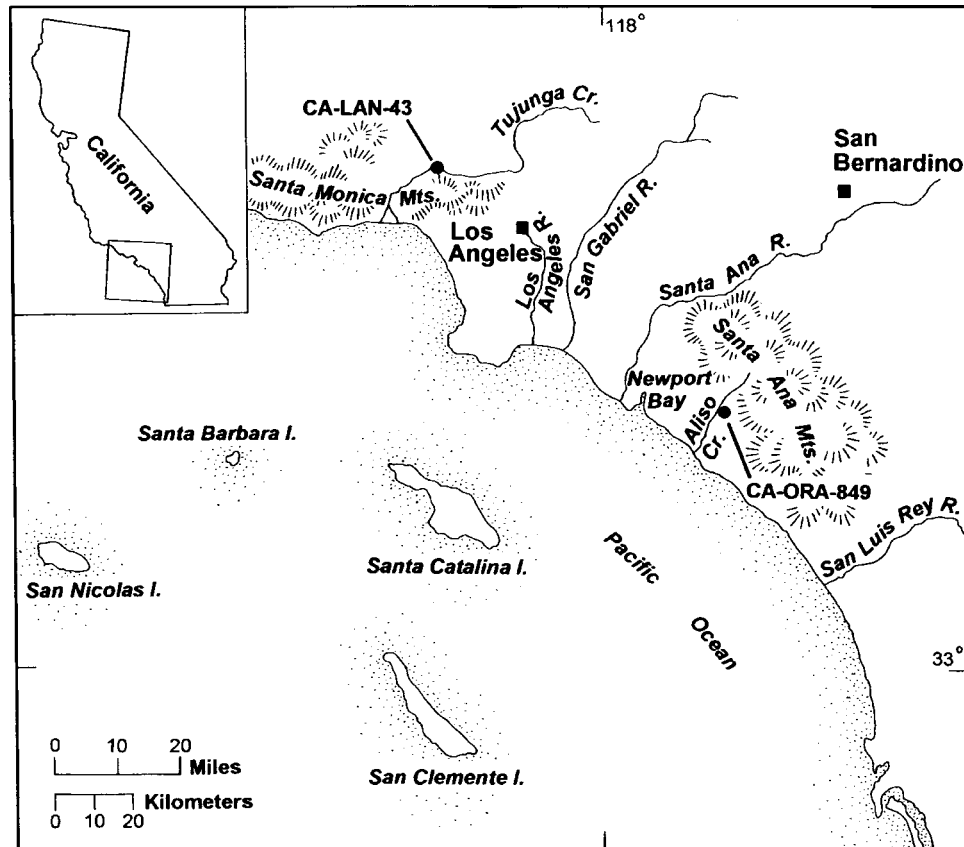 118°
CA-LAN-43
Tujunga Cr.
California
Santa Monica Mts.
San
Bernardino
Los
Angeles
Los
Angeles R.
San Gabriel R.
Santa Ana R.
Santa
Ana
Mts.
Newport
Bay
Aliso
Cr.
Santa Barbara I.
CA-ORA-849
San Luis Rey R.
Pacific
Ocean
San Nicolas I.
Santa Catalina I.
33°
0 10 20
Miles
Kilometers
0 10 20
San Clemente I.